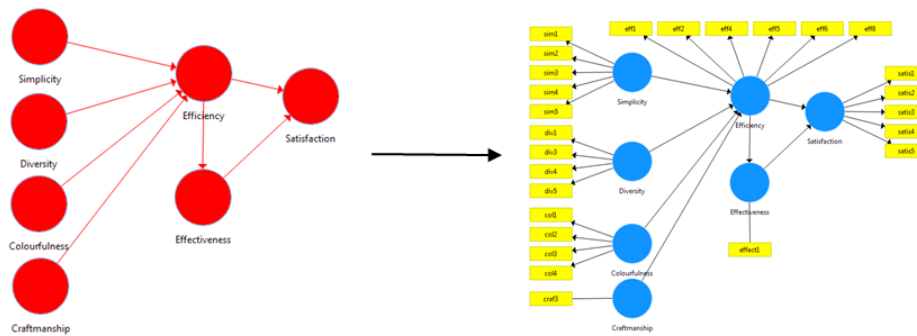 Simplicity
Diversity
Colourfulness
Craftmanship
Efficiency
Effectiveness
Satisfaction
sim1
sim2
sim3
sim4
sim5
div1
div3
div4
div5
col1
col2
col3
col4
craf3
Simplicity
Diversity
Colourfulness
Craftmanship
eff1
eff2
eff4
eff5
eff6
eff8
Efficiency
Effectiveness
effect1
Satisfaction
satis1
satis2
satis3
satis4
satis5